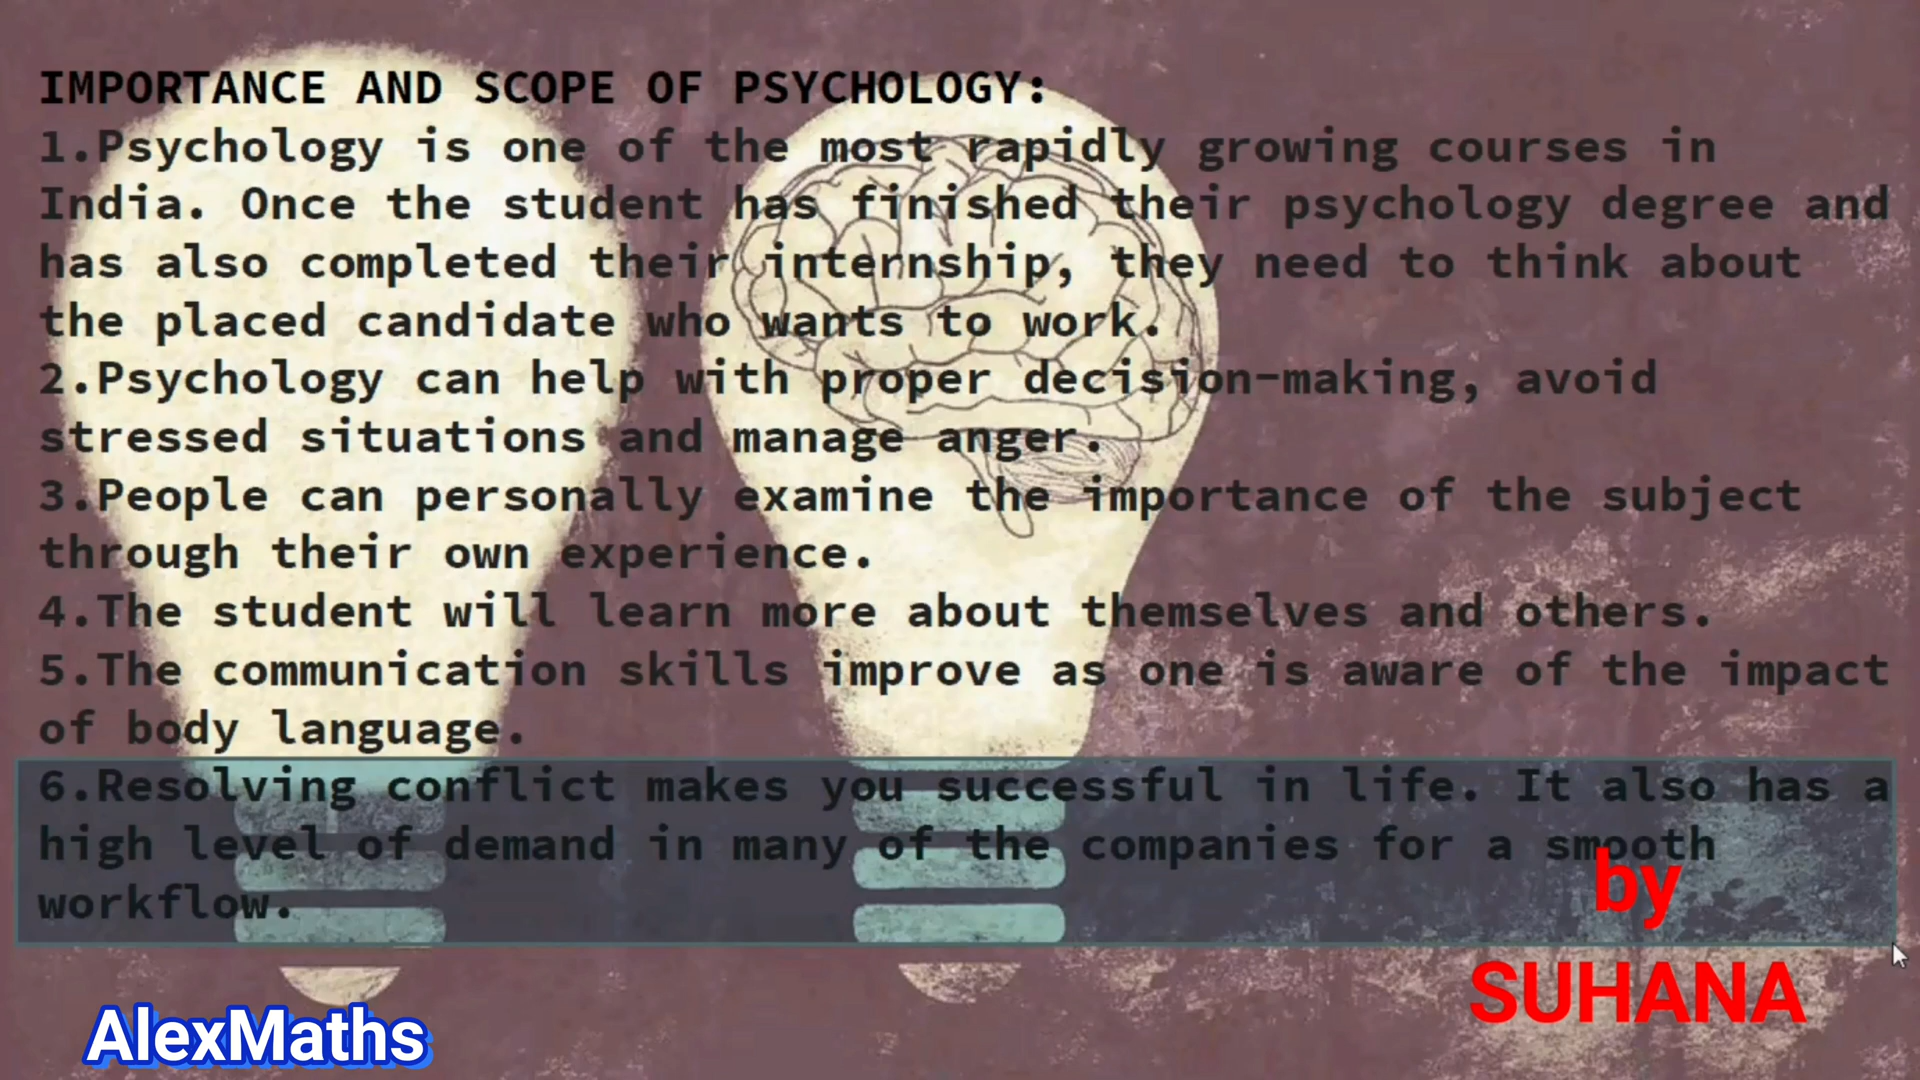 IMPORTANCE AND SCOPE OF PSYCHOLOGY:
1.Psychology is one of the most rapidly growing courses in
India. Once the student has finished their psychology degree and
has also completed their internship, they need to think about
the placed candidate who wants to work.
2.Psychology can help with proper decision-making, avoid
stressed situations and manage anger.
3.People can personally examine the importance of the subject
through their own experience.
4.The student will learn more about themselves and others.
5.The communication skills improve as one is aware of the impact
of body language.
6.Resolving conflict makes you successful in life. It also has a
high level of demand in many of the companies for a smooth
workflow.
by
SUHANA
AlexMaths